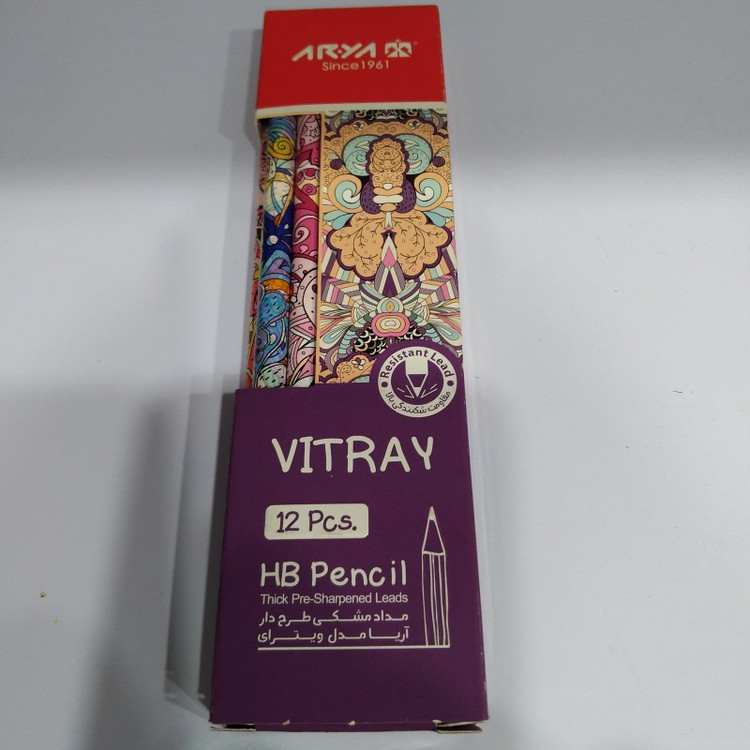 ARYA
Since1961
Resistant Lead
مقاومت شکنندگی بالا
VITRAY
12 Pcs.
HB Pencil
Thick Pre-Sharpened Leads
مداد مشکی طرح دار
آریا مدل ویترای